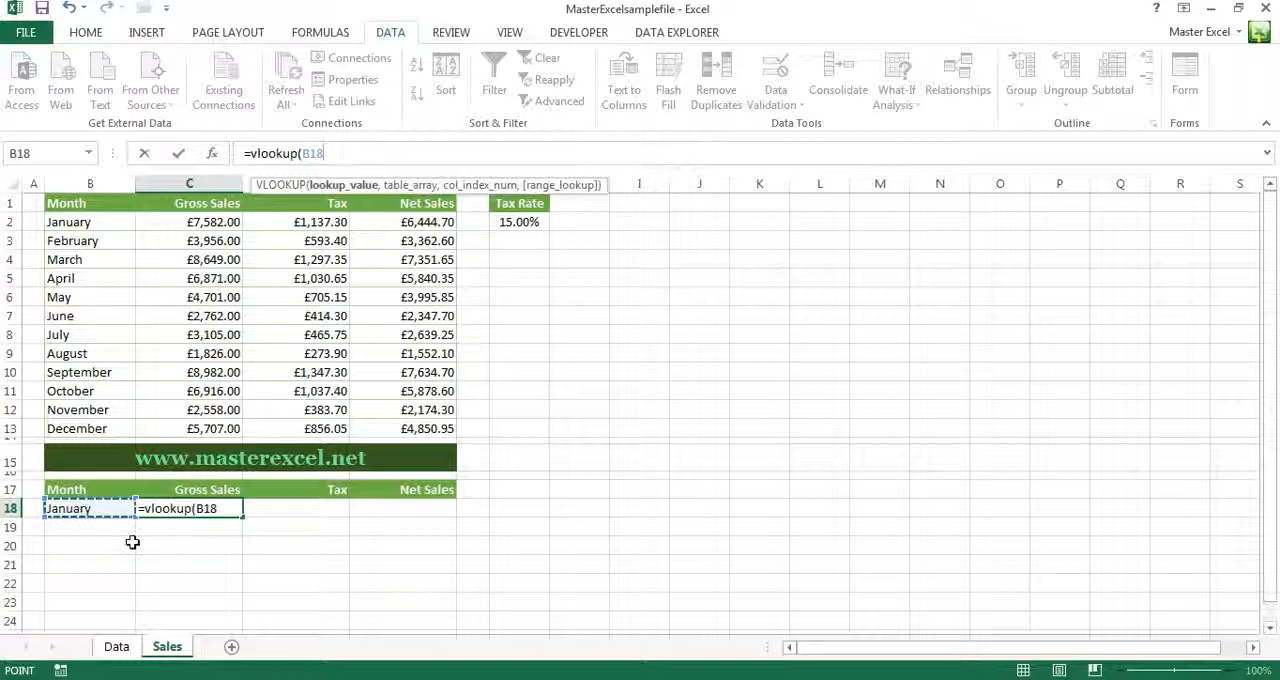 MasterExcelsamplefile - Excel
?
FILE HOME INSERT PAGE LAYOUT FORMULAS DATA REVIEW VIEW DEVELOPER DATA EXPLORER Master Excel
From Access
From Web
From Text
From Other Sources
Existing Connections
Refresh All
Connections
Properties
Edit Links
Sort
Filter
Clear
Reapply
Advanced
Text to Columns
Flash Fill
Remove Duplicates
Data Validation
Consolidate
What-If Analysis
Relationships
Group
Ungroup
Subtotal
Form
Get External Data Connections Sort & Filter Data Tools Outline Forms
B18 fx =vlookup(B18
VLOOKUP(lookup_value, table_array, col_index_num, [range_lookup])
A B C I J K L M N O P Q R S
1 Month Gross Sales Tax Net Sales Tax Rate
2 January £7,582.00 £1,137.30 £6,444.70 15.00%
3 February £3,956.00 £593.40 £3,362.60
4 March £8,649.00 £1,297.35 £7,351.65
5 April £6,871.00 £1,030.65 £5,840.35
6 May £4,701.00 £705.15 £3,995.85
7 June £2,762.00 £414.30 £2,347.70
8 July £3,105.00 £465.75 £2,639.25
9 August £1,826.00 £273.90 £1,552.10
10 September £8,982.00 £1,347.30 £7,634.70
11 October £6,916.00 £1,037.40 £5,878.60
12 November £2,558.00 £383.70 £2,174.30
13 December £5,707.00 £856.05 £4,850.95
15 www.masterexcel.net
17 Month Gross Sales Tax Net Sales
18 January =vlookup(B18
19
20
21
22
23
24
Data Sales
POINT 100%